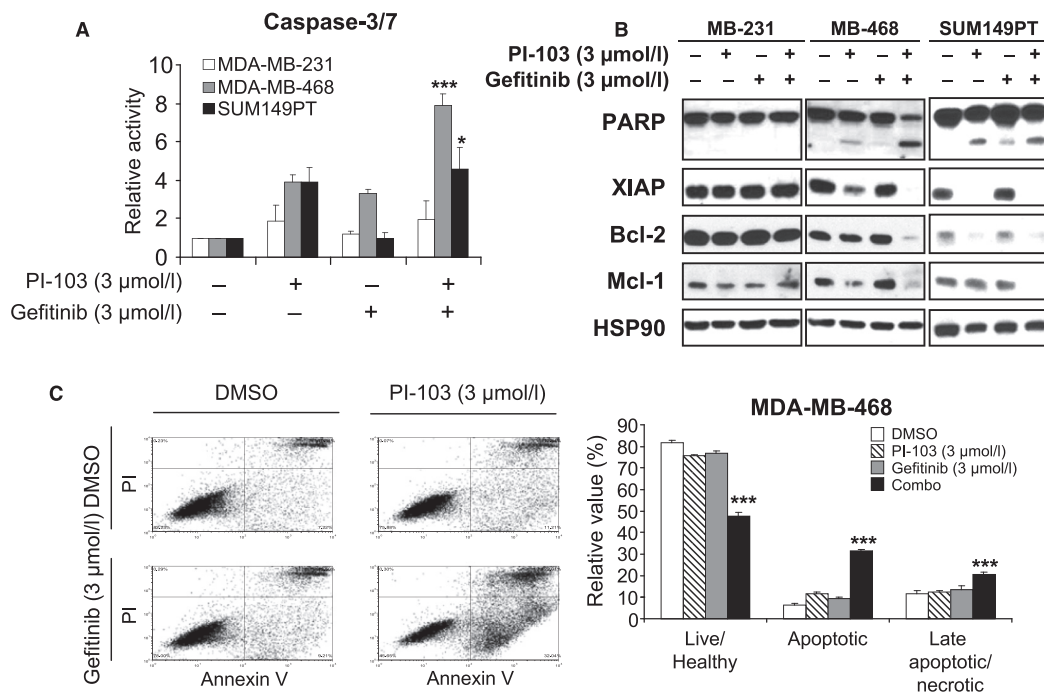 A
Caspase-3/7
MDA-MB-231
MDA-MB-468
SUM149PT
***
*
Relative activity
10
8
6
4
2
0
PI-103 (3 µmol/l) – + – +
Gefitinib (3 µmol/l) – – + +
B
MB-231 MB-468 SUM149PT
PI-103 (3 µmol/l) – + – + – + – + – + – +
Gefitinib (3 µmol/l) – – + + – – + + – – + +
PARP
XIAP
Bcl-2
Mcl-1
HSP90
C
DMSO PI-103 (3 µmol/l)
Gefitinib (3 µmol/l) DMSO
PI
PI
Annexin V Annexin V
MDA-MB-468
DMSO
PI-103 (3 µmol/l)
Gefitinib (3 µmol/l)
Combo
Relative value (%)
90
80
70
60
50
40
30
20
10
0
***
***
***
Live/ Healthy
Apoptotic
Late apoptotic/ necrotic